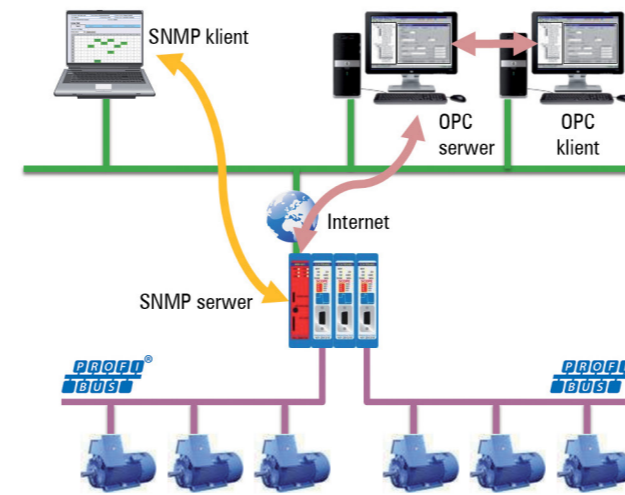 SNMP klient
OPC
serwer
OPC
klient
Internet
SNMP serwer
PROFI®
BUS
PROFI
BUS